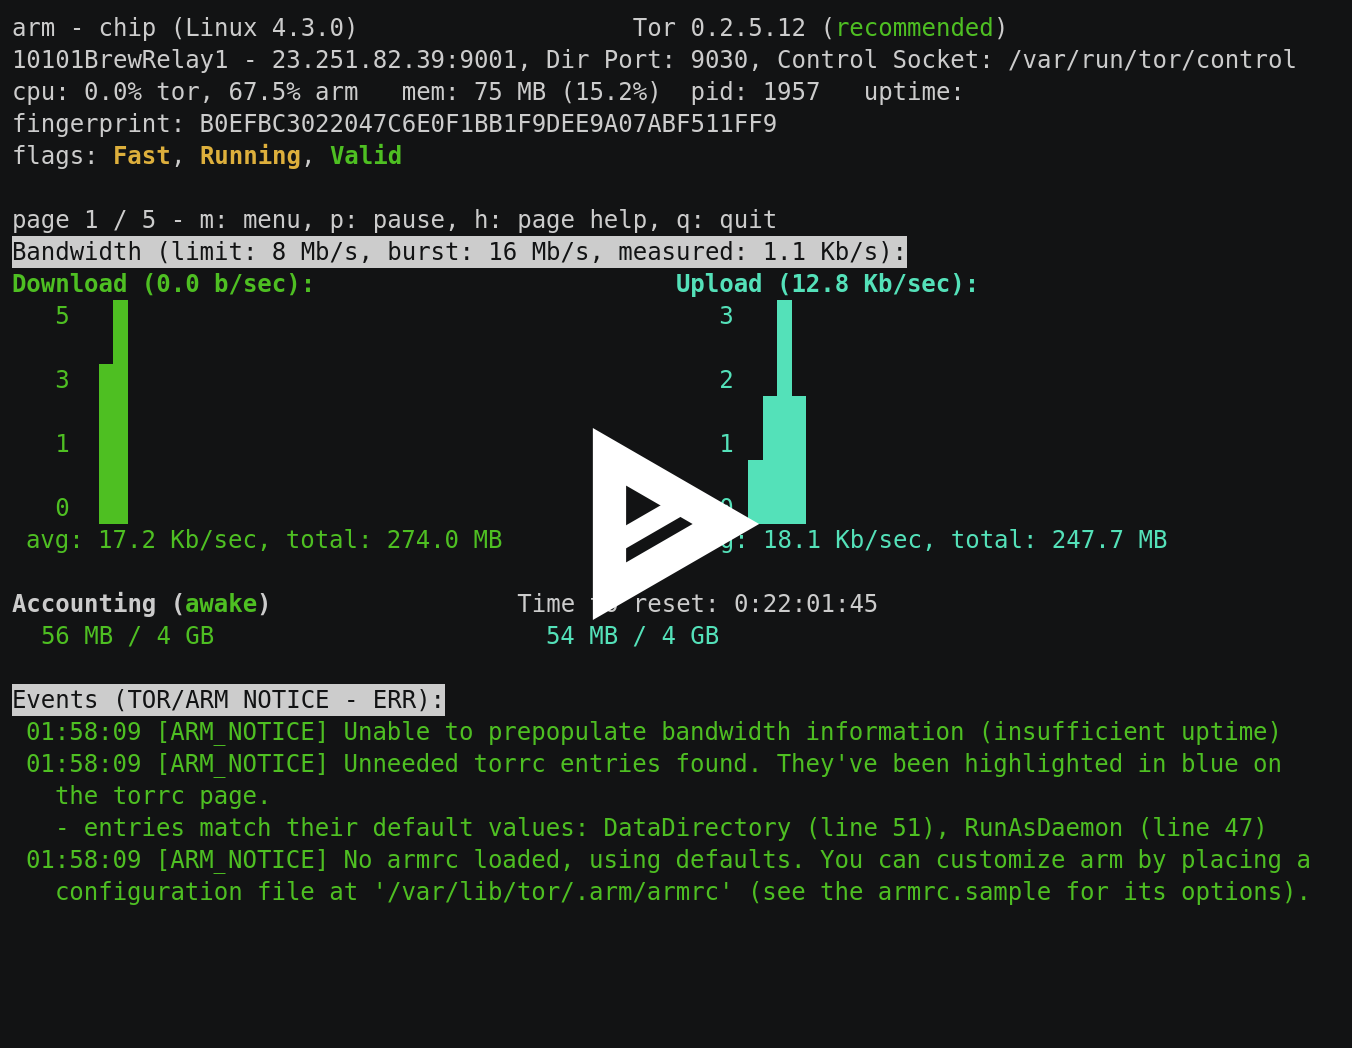 arm - chip (Linux 4.3.0) Tor 0.2.5.12 (recommended)
10101BrewRelay1 - 23.251.82.39:9001, Dir Port: 9030, Control Socket: /var/run/tor/control
cpu: 0.0% tor, 67.5% arm mem: 75 MB (15.2%) pid: 1957 uptime:
fingerprint: B0EFBC3022047C6E0F1BB1F9DEE9A07ABF511FF9
flags: Fast, Running, Valid
page 1 / 5 - m: menu, p: pause, h: page help, q: quit
Bandwidth (limit: 8 Mb/s, burst: 16 Mb/s, measured: 1.1 Kb/s):
Download (0.0 b/sec): Upload (12.8 Kb/sec):
5 3
3 2
1 1
0 0
avg: 17.2 Kb/sec, total: 274.0 MB 18.1 Kb/sec, total: 247.7 MB
Accounting (awake) Time reset: 0:22:01:45
56 MB / 4 GB 54 MB / 4 GB
Events (TOR/ARM NOTICE - ERR):
01:58:09 [ARM_NOTICE] Unable to prepopulate bandwidth information (insufficient uptime)
01:58:09 [ARM_NOTICE] Unneeded torrc entries found. They've been highlighted in blue on
the torrc page.
- entries match their default values: DataDirectory (line 51), RunAsDaemon (line 47)
01:58:09 [ARM_NOTICE] No armrc loaded, using defaults. You can customize arm by placing a
configuration file at '/var/lib/tor/.arm/armrc' (see the armrc.sample for its options).